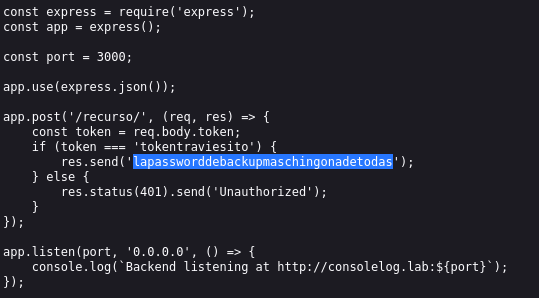 const express = require('express');
const app = express();

const port = 3000;

app.use(express.json());

app.post('/recurso/', (req, res) => {
    const token = req.body.token;
    if (token === 'tokentraviesito') {
        res.send('lapassworddebackupmaschingonadetodas');
    } else {
        res.status(401).send('Unauthorized');
    }
});

app.listen(port, '0.0.0.0', () => {
    console.log(`Backend listening at http://consolelog.lab:${port}`);
});